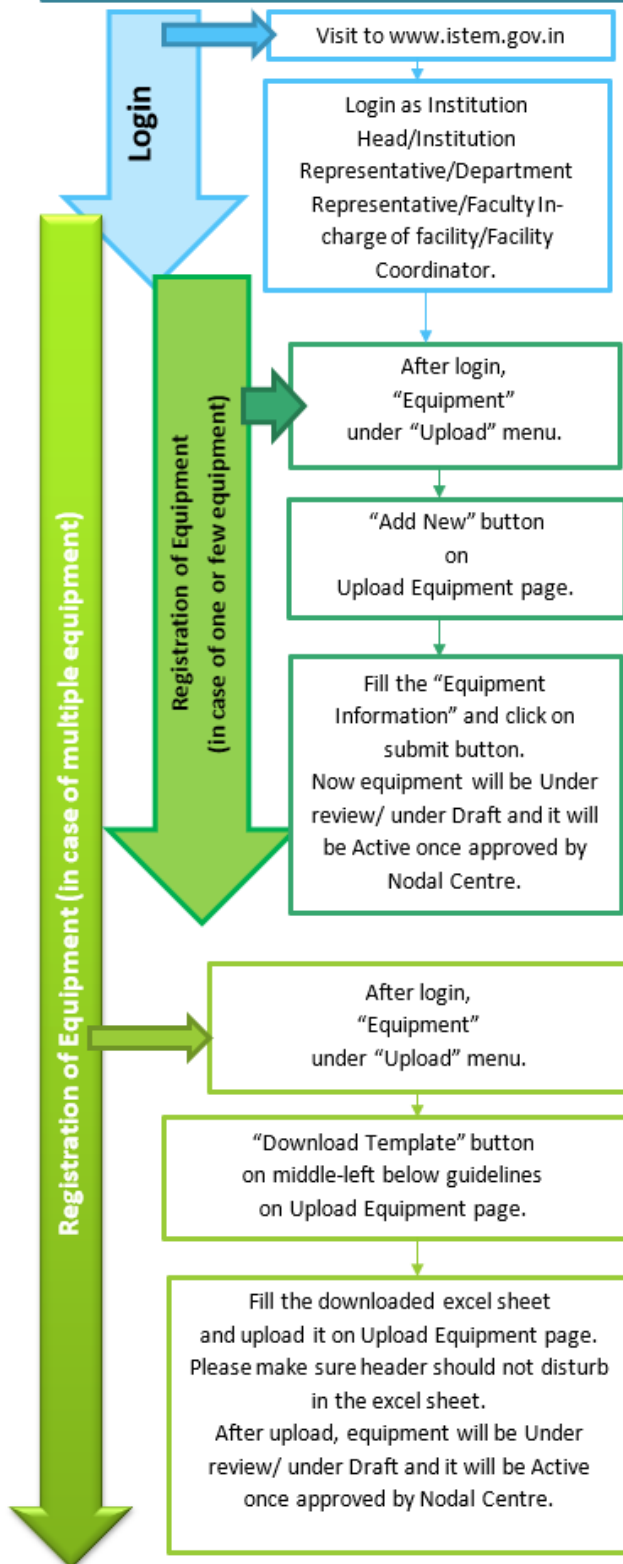 Login
Visit to www.istem.gov.in
Login as Institution
Head/Institution
Representative/Department
Representative/Faculty In-
charge of facility/Facility
Coordinator.
Registration of Equipment
(in case of one or few equipment)
After login,
“Equipment”
under “Upload” menu.
“Add New” button
on
Upload Equipment page.
Fill the “Equipment
Information” and click on
submit button.
Now equipment will be Under
review/ under Draft and it will
be Active once approved by
Nodal Centre.
Registration of Equipment (in case of multiple equipment)
After login,
“Equipment”
under “Upload” menu.
“Download Template” button
on middle-left below guidelines
on Upload Equipment page.
Fill the downloaded excel sheet
and upload it on Upload Equipment page.
Please make sure header should not disturb
in the excel sheet.
After upload, equipment will be Under
review/ under Draft and it will be Active
once approved by Nodal Centre.